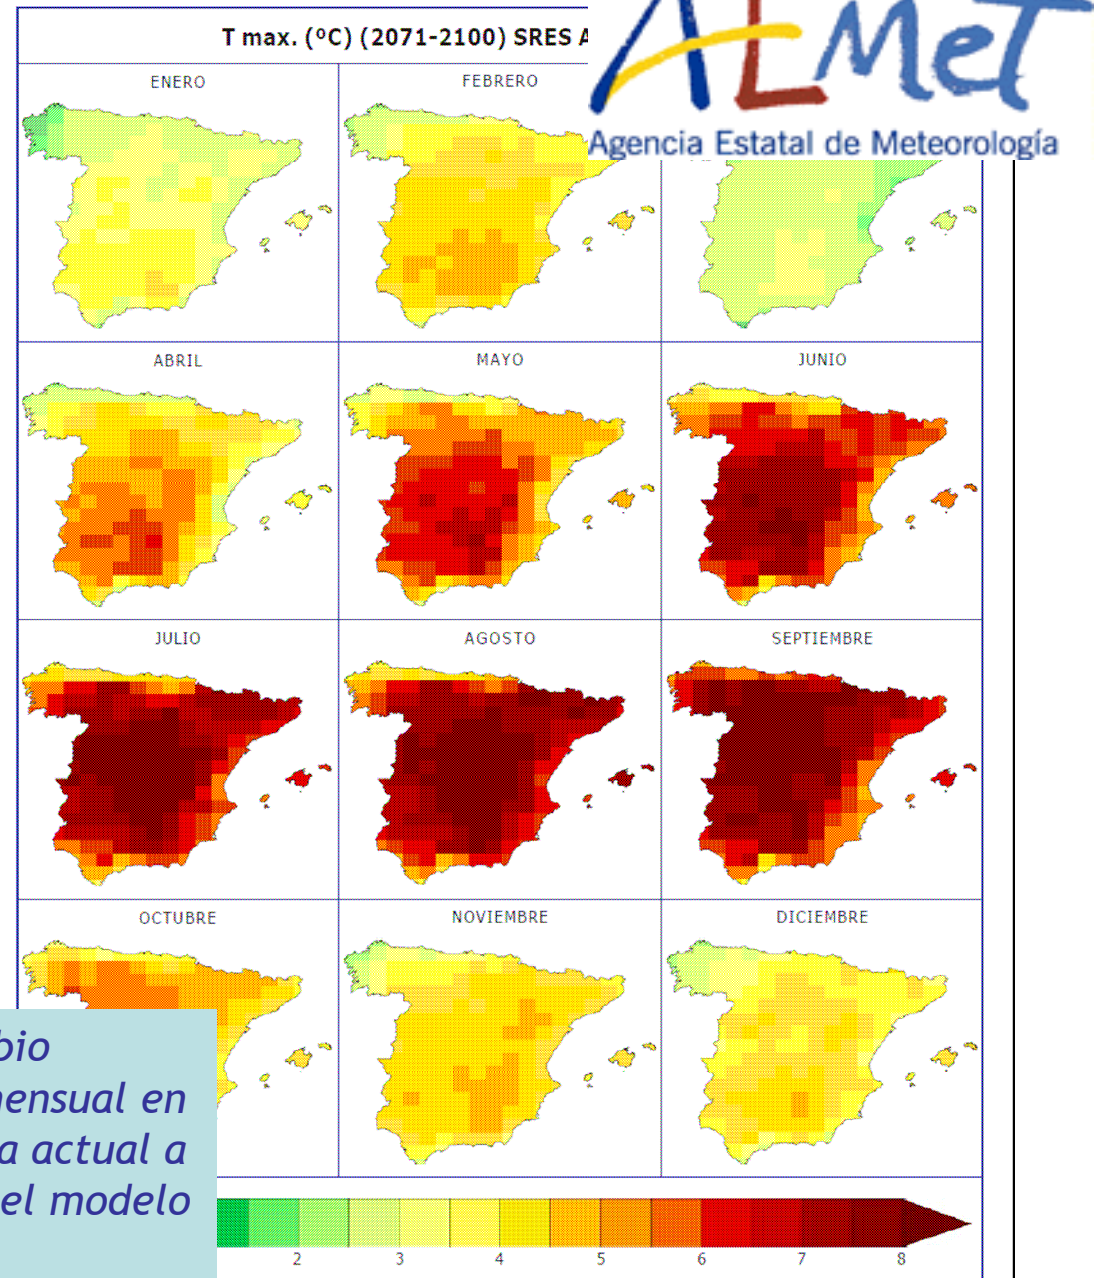 T max. (ºC) (2071-2100) SRES A
AEMet
Agencia Estatal de Meteorología
ENERO
FEBRERO
ABRIL
MAYO
JUNIO
JULIO
AGOSTO
SEPTIEMBRE
OCTUBRE
NOVIEMBRE
DICIEMBRE
bio
mensual en
a actual a
el modelo
2 3 4 5 6 7 8